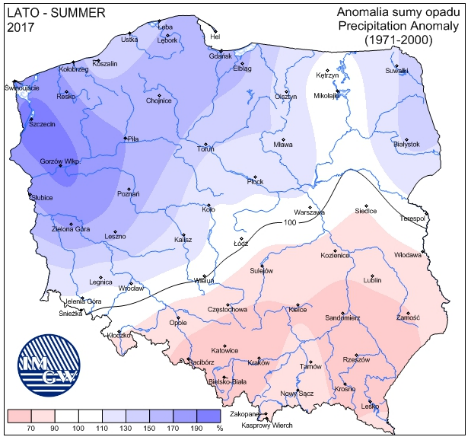 LATO - SUMMER
2017
Anomalia sumy opadu
Precipitation Anomaly
(1971-2000)
Łeba
Hel
Ustka
Lębork
Gdańsk
Koszalin
Kołobrzeg
Elbląg
Kętrzyn
Suwałki
Świnoujście
Resko
Chojnice
Olsztyn
Mikołajki
Szczecin
Piła
Toruń
Mława
Białystok
Gorzów Wlkp
Płock
Słubice
Poznań
Koło
Warszawa
Siedlce
Terespol
100
Zielona Góra
Leszno
Kalisz
Łódź
Kozienice
Włodawa
Sulejów
Legnica
Wrocław
Wieluń
Lublin
Jelenia Góra
Śnieżka
Częstochowa
Kielce
Sandomierz
Zamość
Kłodzko
Opole
Katowice
Racibórz
Kraków
Tarnów
Rzeszów
Bielsko-Biała
Nowy Sącz
Krosno
Lesko
Zakopane
Kasprowy Wierch
IM
GW
70 90 100 110 130 150 170 190 %